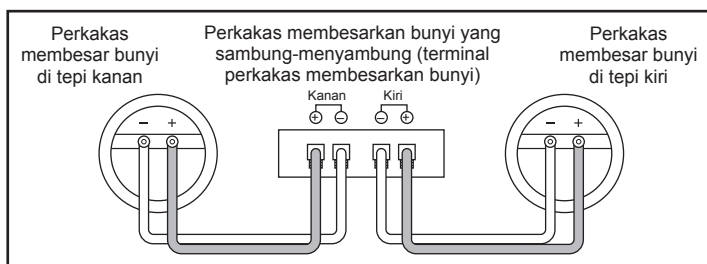 Perkakas
membesar bunyi
di tepi kanan
Perkakas membesarkan bunyi yang
sambung-menyambung (terminal
perkakas membesarkan bunyi)
Perkakas
membesar bunyi
di tepi kiri
Kanan
Kiri
+ −
− +
− +
− +